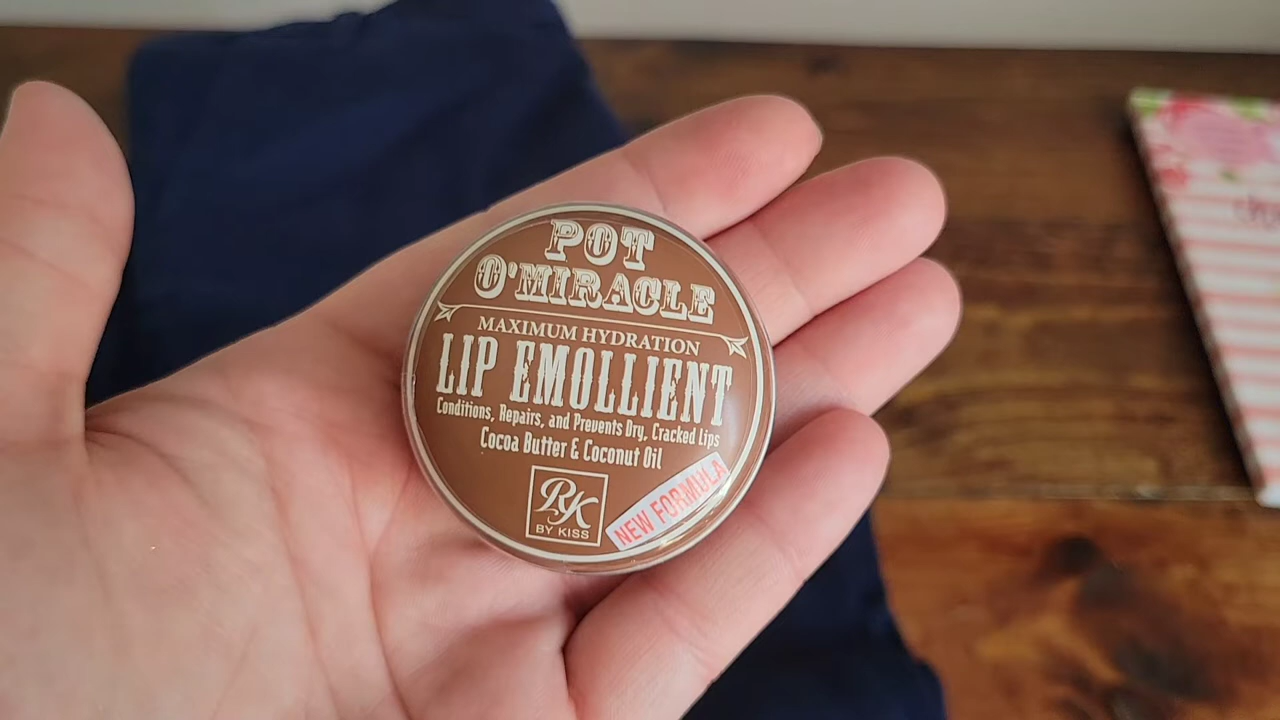 POT
O'MIRACLE
MAXIMUM HYDRATION
LIP EMOLLIENT
Conditions, Repairs, and Prevents Dry, Cracked Lips
Cocoa Butter & Coconut Oil
RK
BY KISS
NEW FORMULA